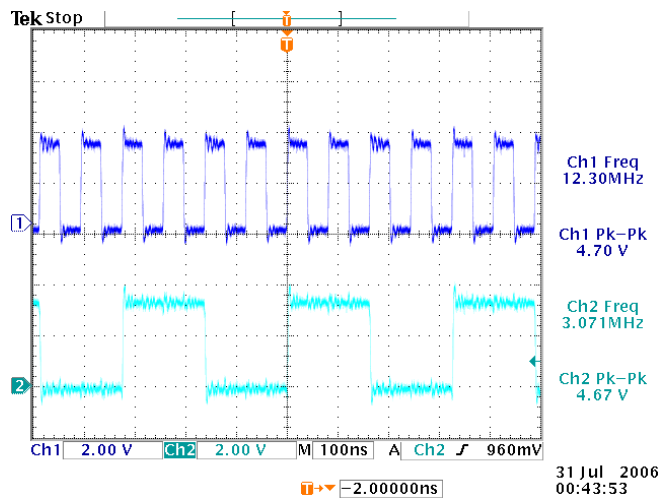 Tek Stop
T
T
1
Ch1 Freq
12.30MHz
Ch1 Pk-Pk
4.70 V
Ch2 Freq
3.071MHz
2
Ch2 Pk-Pk
4.67 V
Ch1 2.00 V Ch2 2.00 V M 100ns A Ch2 960mV
T -2.00000ns
31 Jul 2006
00:43:53